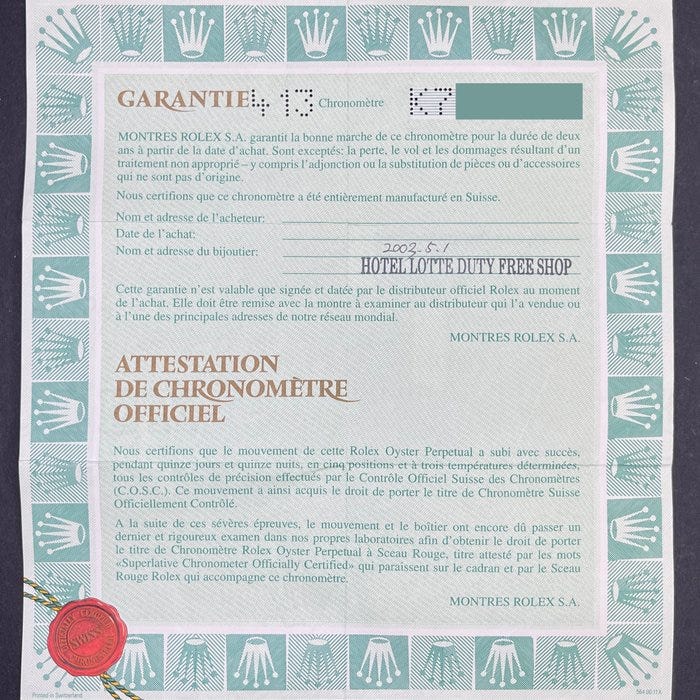 GARANTIE 413 Chronomètre K7
MONTRES ROLEX S.A. garantit la bonne marche de ce chronomètre pour la durée de deux
ans à partir de la date d'achat. Sont exceptés: la perte, le vol et les dommages résultant d'un
traitement non approprié – y compris l'adjonction ou la substitution de pièces ou d'accessoires
qui ne sont pas d'origine.
Nous certifions que ce chronomètre a été entièrement manufacturé en Suisse.
Nom et adresse de l'acheteur:
Date de l'achat:
2003-5.1
Nom et adresse du bijoutier:
HOTEL LOTTE DUTY FREE SHOP
Cette garantie n'est valable que signée et datée par le distributeur officiel Rolex au moment
de l'achat. Elle doit être remise avec la montre à examiner au distributeur qui l'a vendue ou
à l'une des principales adresses de notre réseau mondial.
MONTRES ROLEX S.A.
ATTESTATION
DE CHRONOMÈTRE
OFFICIEL
Nous certifions que le mouvement de cette Rolex Oyster Perpetual a subi avec succès,
pendant quinze jours et quinze nuits, en cinq positions et à trois températures déterminées,
tous les contrôles de précision effectués par le Contrôle Officiel Suisse des Chronomètres
(C.O.S.C.). Ce mouvement a ainsi acquis le droit de porter le titre de Chronomètre Suisse
Officiellement Contrôlé.
A la suite de ces sévères épreuves, le mouvement et le boîtier ont encore dû passer un
dernier et rigoureux examen dans nos propres laboratoires afin d'obtenir le droit de porter
le titre de Chronomètre Rolex Oyster Perpetual à Sceau Rouge, titre attesté par les mots
«Superlative Chronometer Officially Certified» qui paraissent sur le cadran et par le Sceau
Rouge Rolex qui accompagne ce chronomètre.
MONTRES ROLEX S.A.
SWISS
Printed in Switzerland